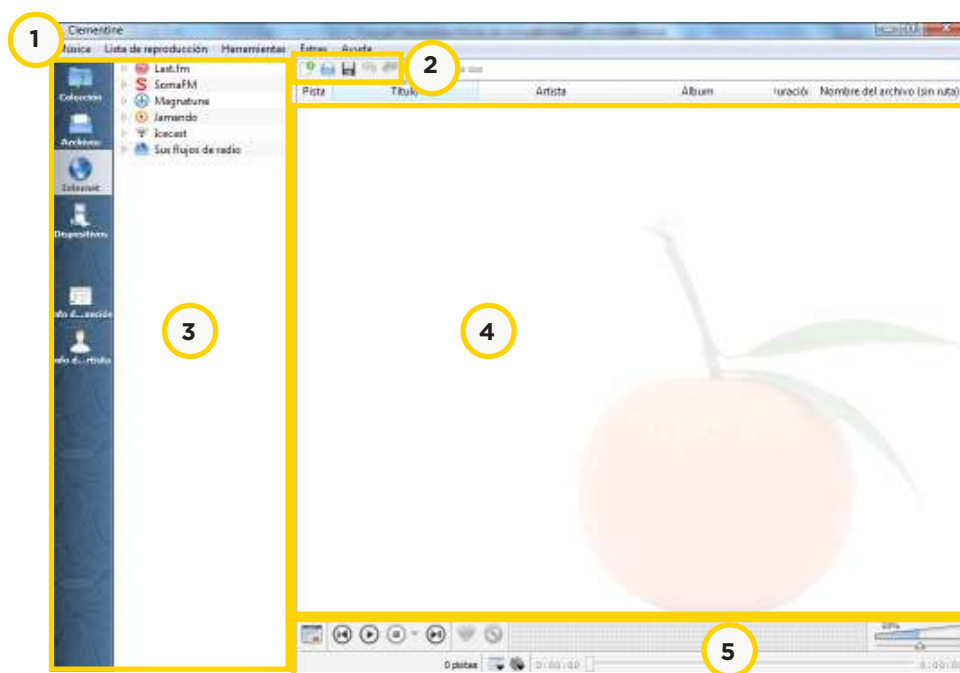 Clementine
1
Música Lista de reproducción Herramientas Extras Ayuda
2
Colección
Archivos
Internet
Dispositivos
Last.fm
SomaFM
Magnatune
Jamendo
Icecast
Sus flujos de radio
Pista Título Artista Álbum Nombre del archivo (sin ruta)
3
4
5
0 pistas 0:00:00